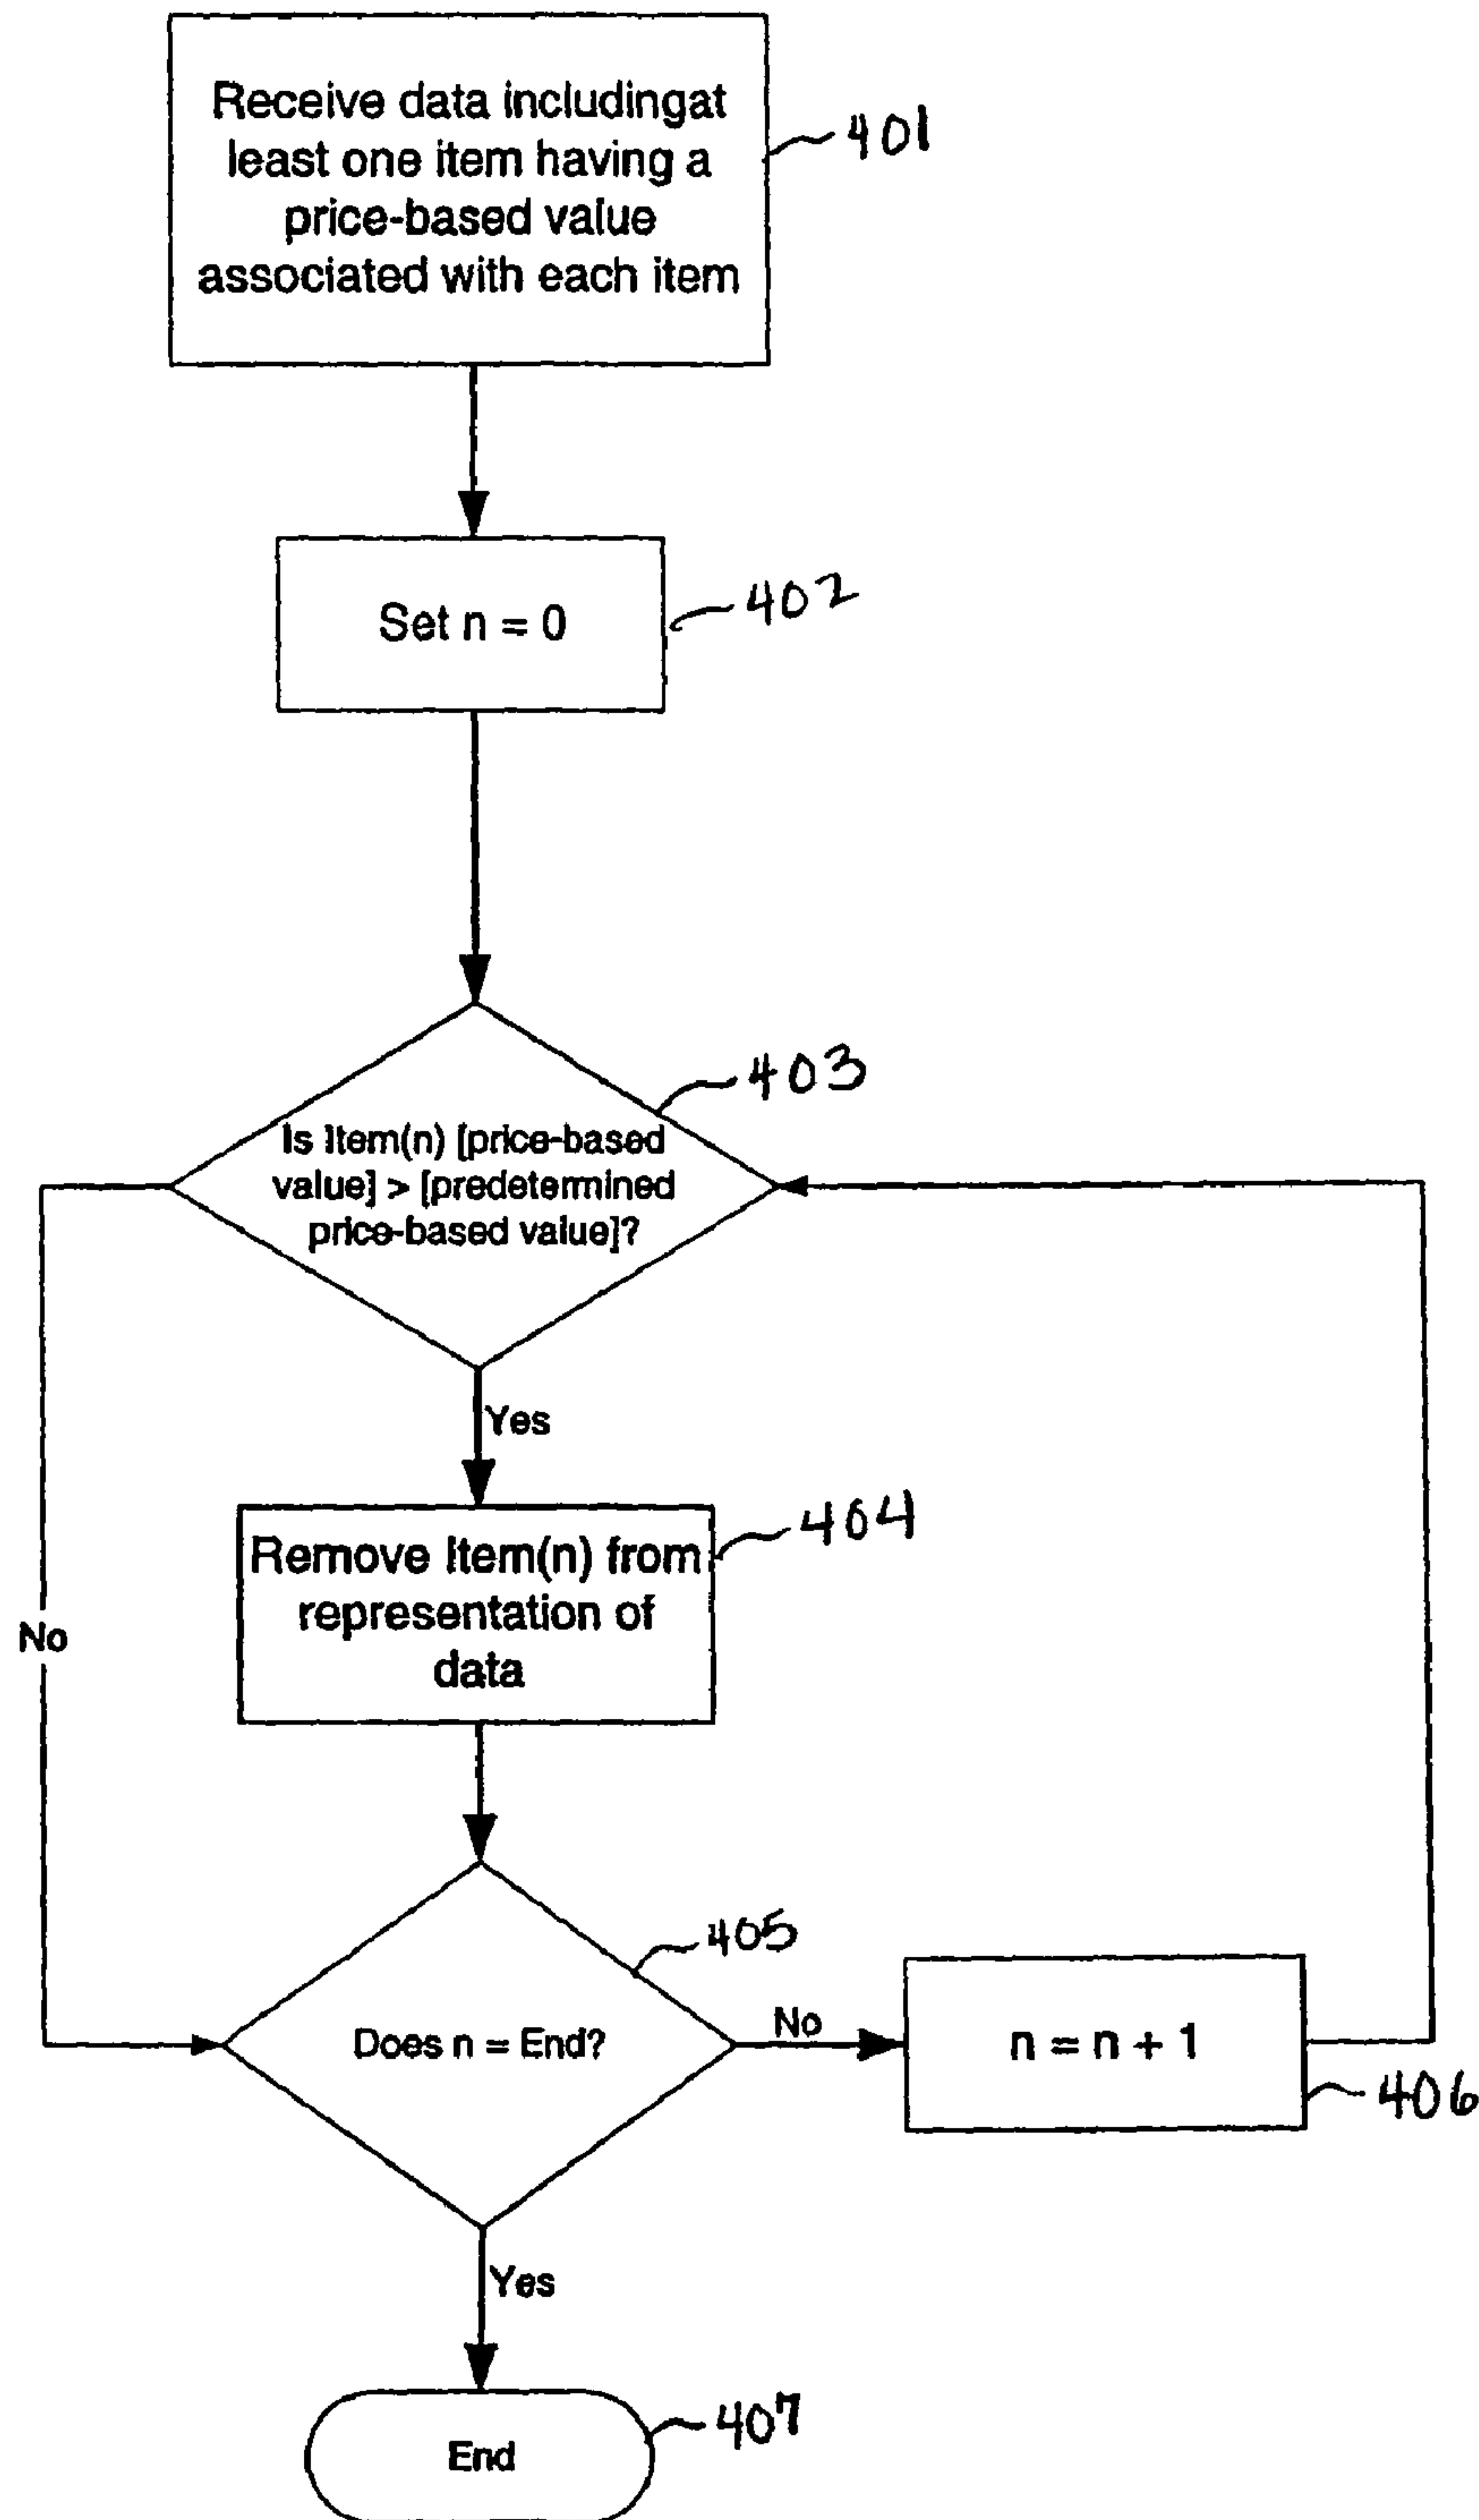 Receive data includingat
least one item having a
price-based value
associated with each item
401
Set n = 0
402
403
Is Item(n) [price-based
value] > [predetermined
price-based value]?
Yes
404
Remove Item(n) from
representation of
data
No
405
Does n = End?
No
n = n + 1
406
Yes
End
407